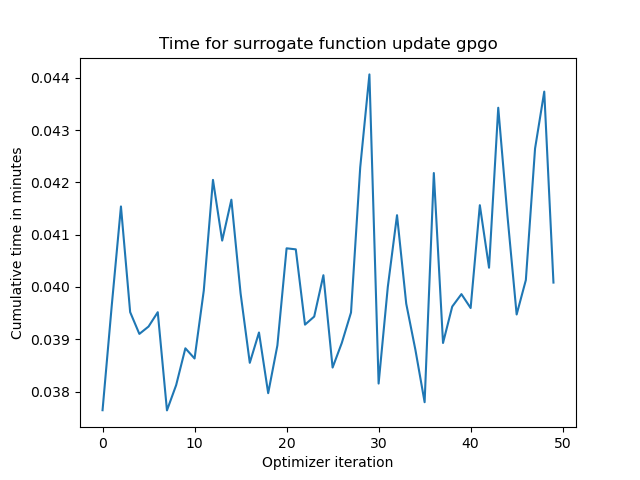 Time for surrogate function update gpgo
0.044
0.043
0.042
0.041
0.040
0.039
0.038
Cumulative time in minutes
0 10 20 30 40 50
Optimizer iteration